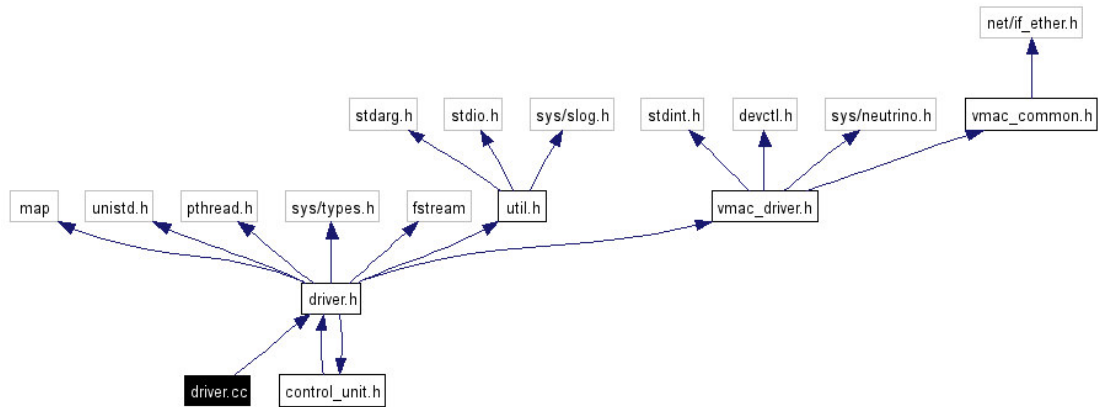 net/if_ether.h
stdarg.h
stdio.h
sys/slog.h
stdint.h
devctl.h
sys/neutrino.h
vmac_common.h
map
unistd.h
pthread.h
sys/types.h
fstream
util.h
vmac_driver.h
driver.h
driver.cc
control_unit.h